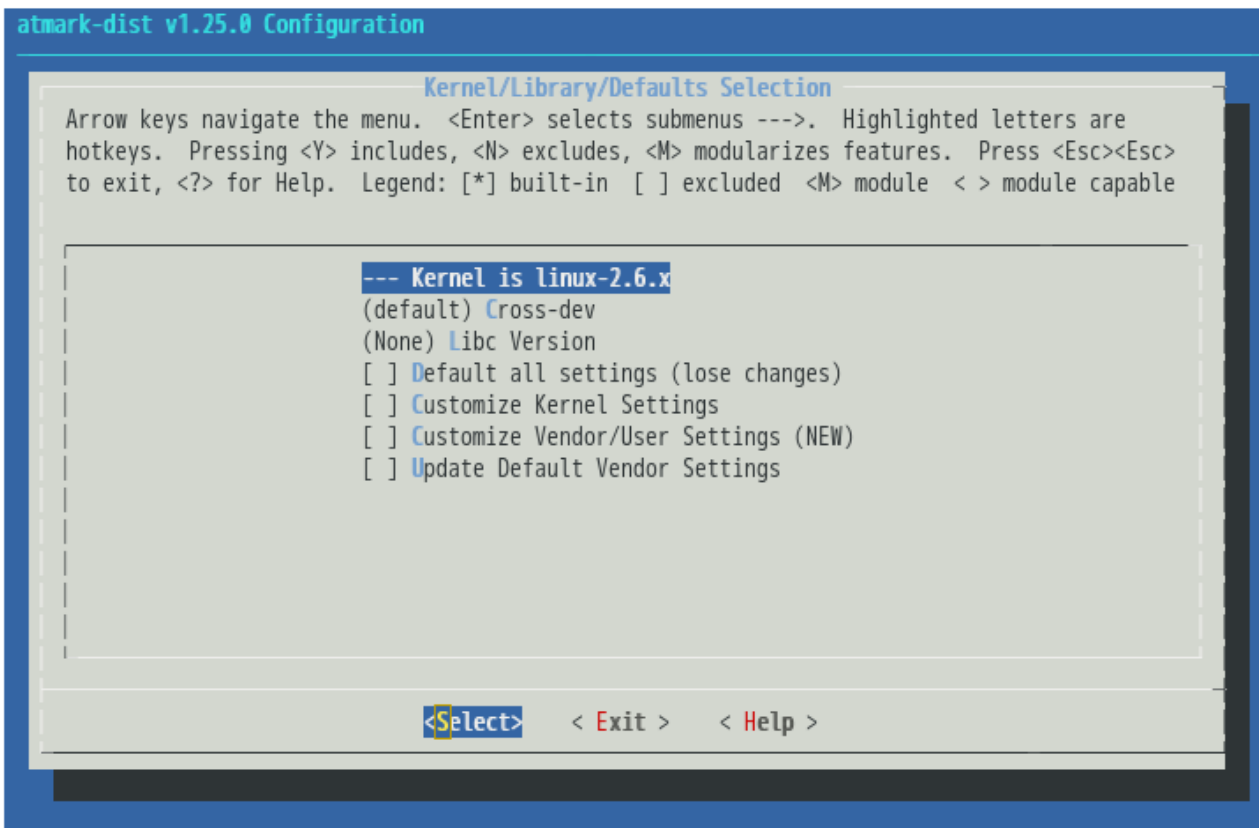 atmark-dist v1.25.0 Configuration
Kernel/Library/Defaults Selection
Arrow keys navigate the menu.  <Enter> selects submenus --->.  Highlighted letters are
hotkeys.  Pressing <Y> includes, <N> excludes, <M> modularizes features.  Press <Esc><Esc>
to exit, <?> for Help.  Legend: [*] built-in  [ ] excluded  <M> module  < > module capable
--- Kernel is linux-2.6.x
(default) Cross-dev
(None) Libc Version
[ ] Default all settings (lose changes)
[ ] Customize Kernel Settings
[ ] Customize Vendor/User Settings (NEW)
[ ] Update Default Vendor Settings
<Select>    < Exit >    < Help >